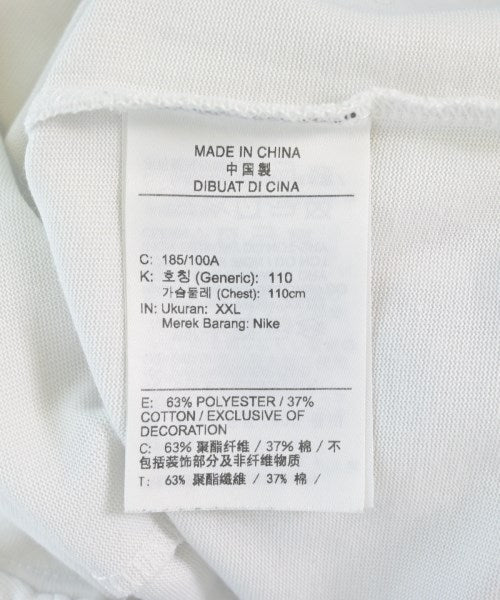 MADE IN CHINA
中国製
DIBUAT DI CINA
C: 185/100A
K: 호칭 (Generic): 110
가슴둘레 (Chest): 110cm
IN: Ukuran: XXL
Merek Barang: Nike
E: 63% POLYESTER / 37%
COTTON / EXCLUSIVE OF
DECORATION
C: 63% 聚酯纤维 / 37% 棉 / 不
包括装饰部分及非纤维物质
T: 63% 聚酯纖維 / 37% 棉 /